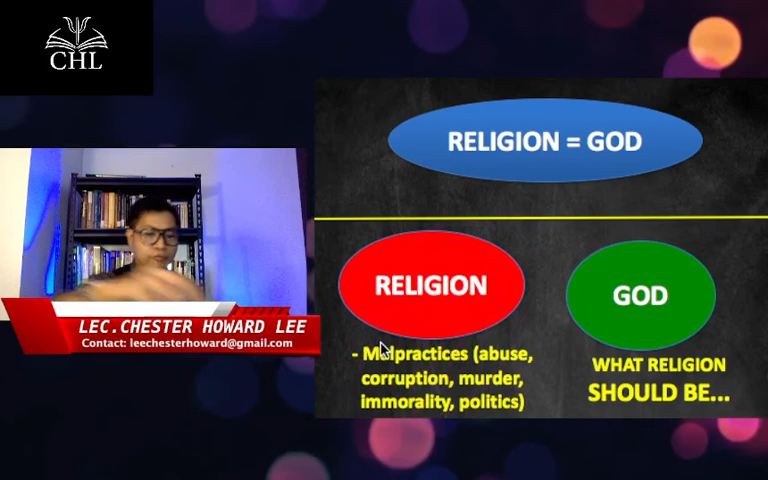 CHL
RELIGION = GOD
RELIGION
GOD
LEC.CHESTER HOWARD LEE
Contact: leechesterhoward@gmail.com
- Malpractices (abuse,
corruption, murder,
immorality, politics)
WHAT RELIGION
SHOULD BE...